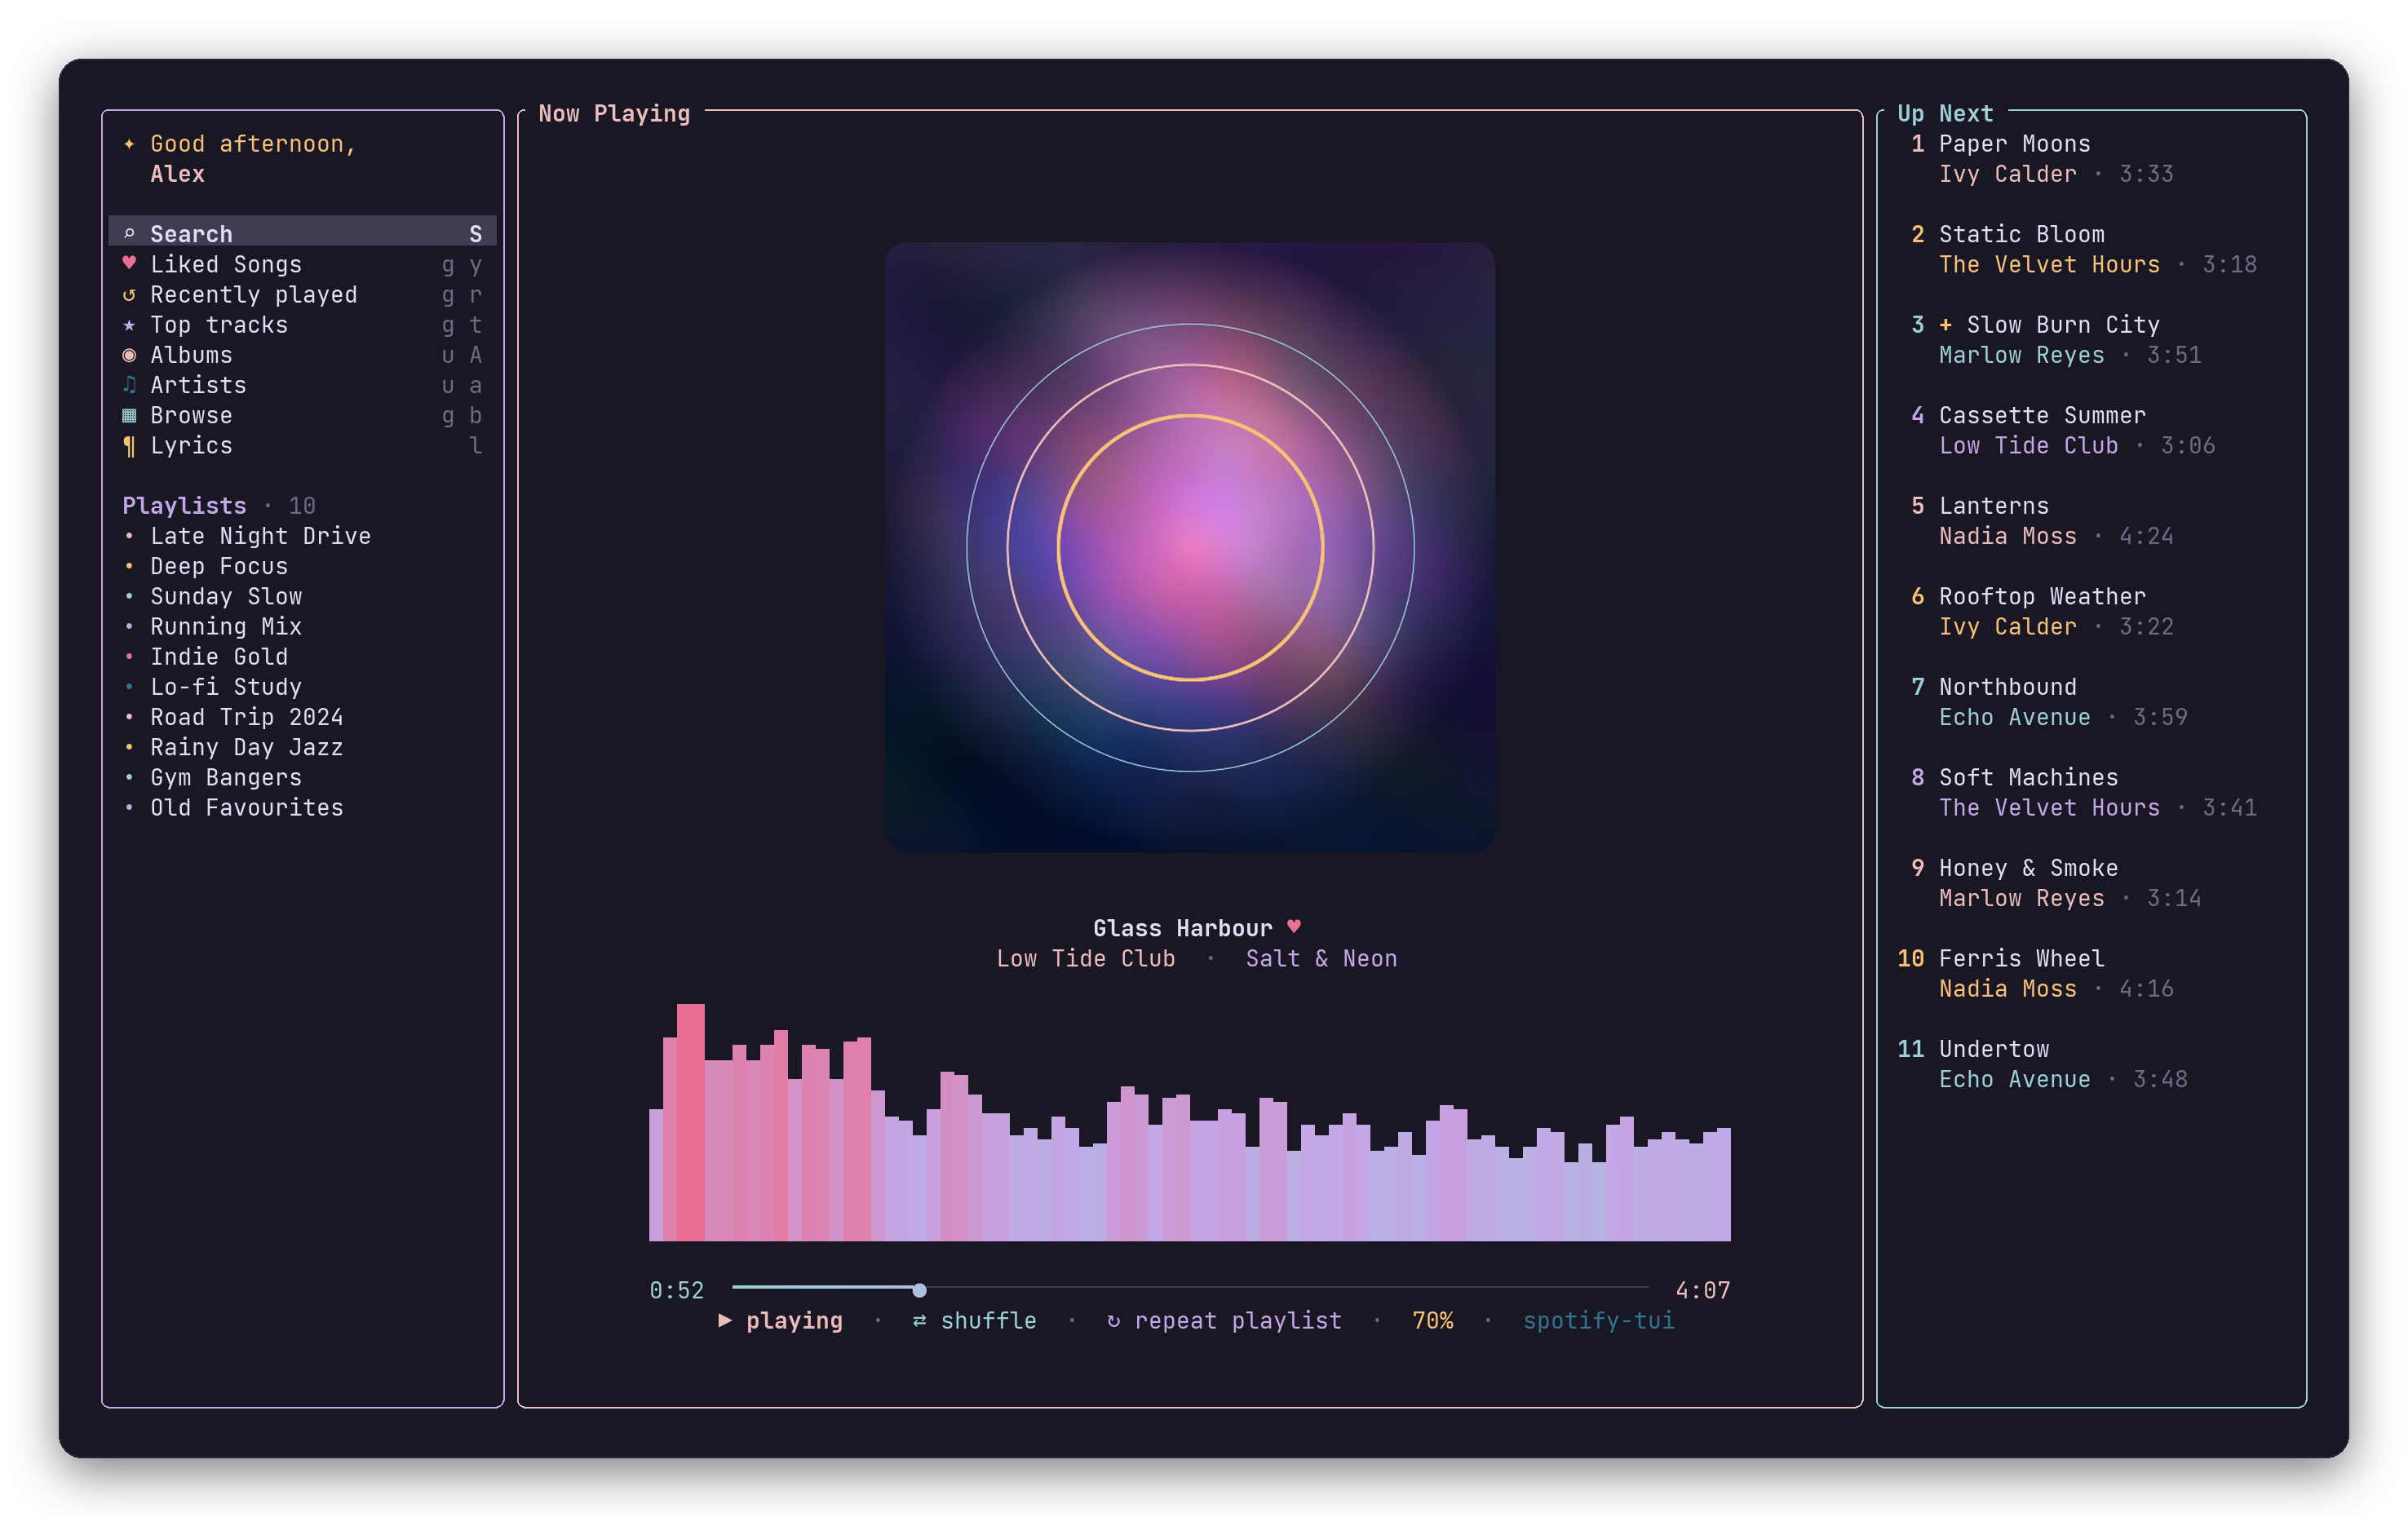 ✦ Good afternoon,
Alex
⌕ Search S
♥ Liked Songs g y
↺ Recently played g r
★ Top tracks g t
◉ Albums u A
♫ Artists u a
▦ Browse g b
¶ Lyrics l
Playlists · 10
• Late Night Drive
• Deep Focus
• Sunday Slow
• Running Mix
• Indie Gold
• Lo-fi Study
• Road Trip 2024
• Rainy Day Jazz
• Gym Bangers
• Old Favourites
Now Playing
Glass Harbour ♥
Low Tide Club · Salt & Neon
0:52 4:07
▶ playing · ⇄ shuffle · ↻ repeat playlist · 70% · spotify-tui
Up Next
1 Paper Moons
Ivy Calder · 3:33
2 Static Bloom
The Velvet Hours · 3:18
3 + Slow Burn City
Marlow Reyes · 3:51
4 Cassette Summer
Low Tide Club · 3:06
5 Lanterns
Nadia Moss · 4:24
6 Rooftop Weather
Ivy Calder · 3:22
7 Northbound
Echo Avenue · 3:59
8 Soft Machines
The Velvet Hours · 3:41
9 Honey & Smoke
Marlow Reyes · 3:14
10 Ferris Wheel
Nadia Moss · 4:16
11 Undertow
Echo Avenue · 3:48